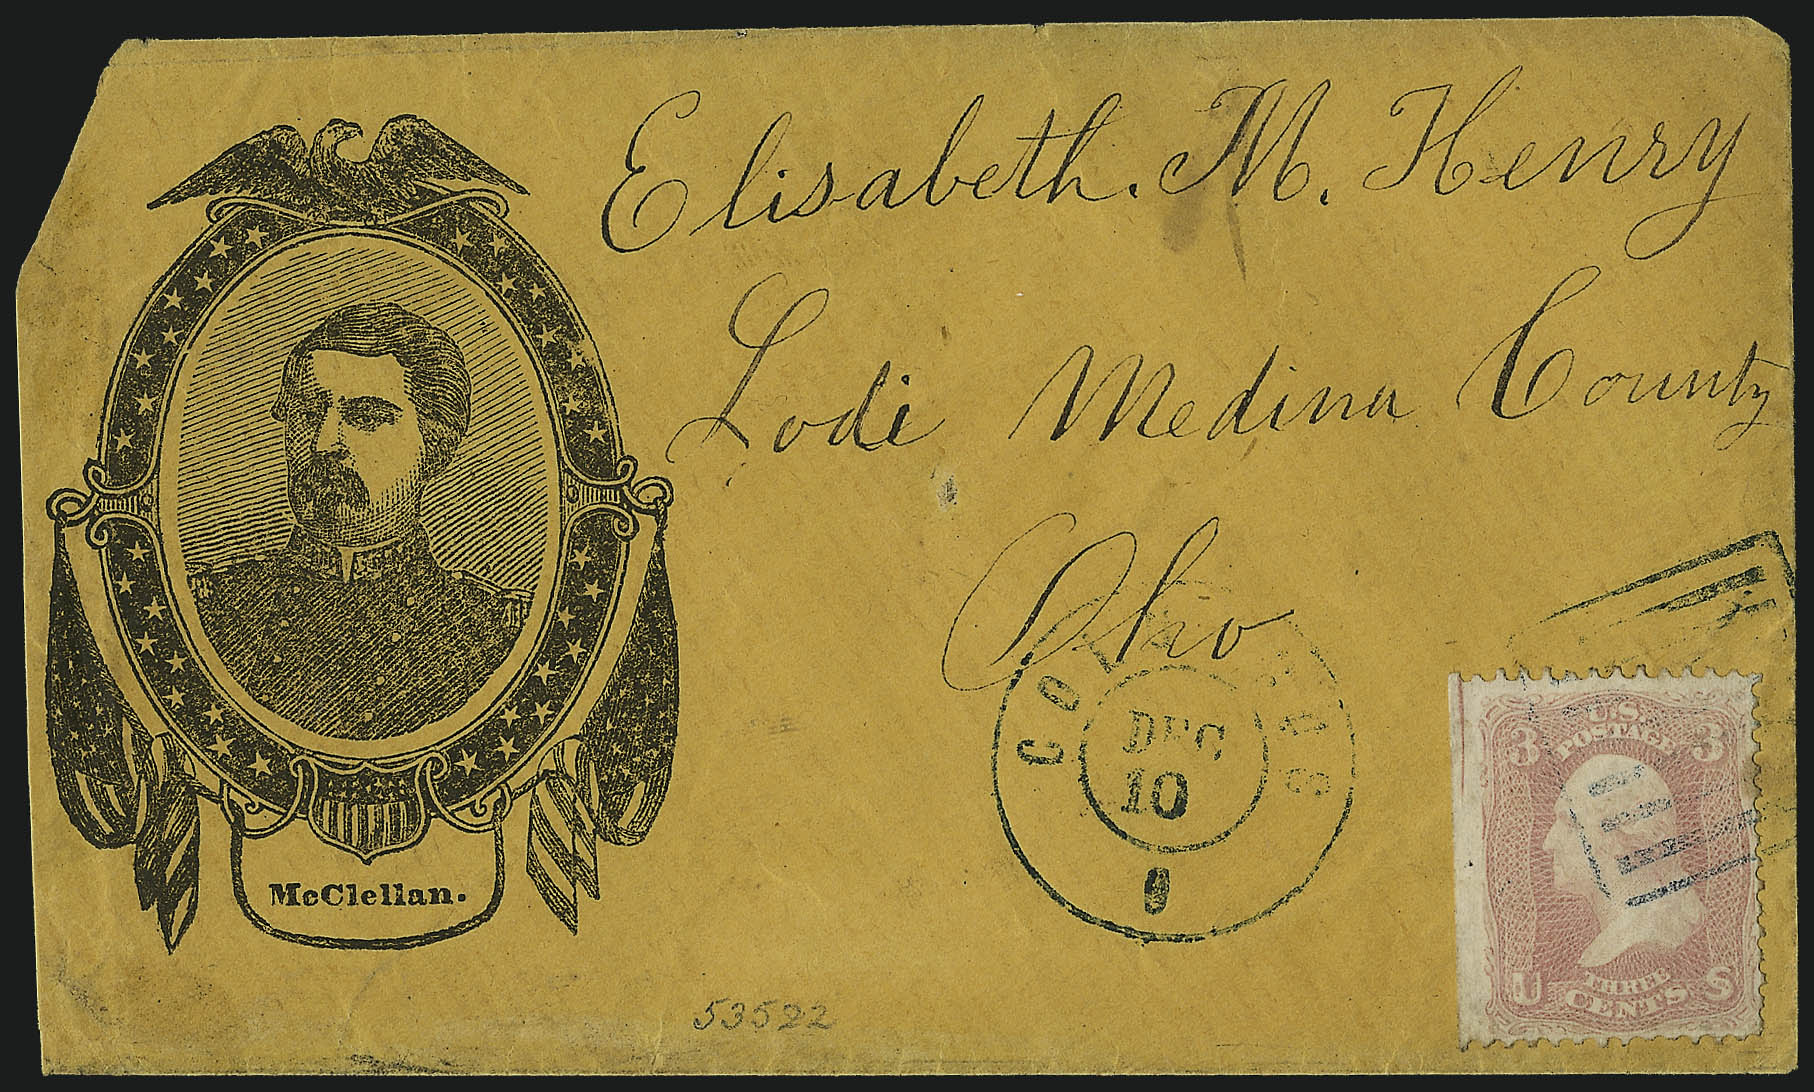 Elisabeth. M. Henry
Lodi Medina County
Ohio
McClellan.
DEC
10
U.S.
POSTAGE
3 3
THREE
CENTS
U S
53522